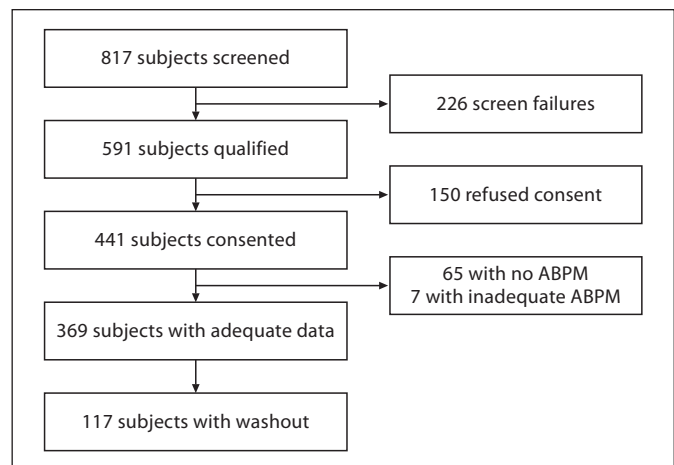 817 subjects screened
226 screen failures
591 subjects qualified
150 refused consent
441 subjects consented
65 with no ABPM
7 with inadequate ABPM
369 subjects with adequate data
117 subjects with washout